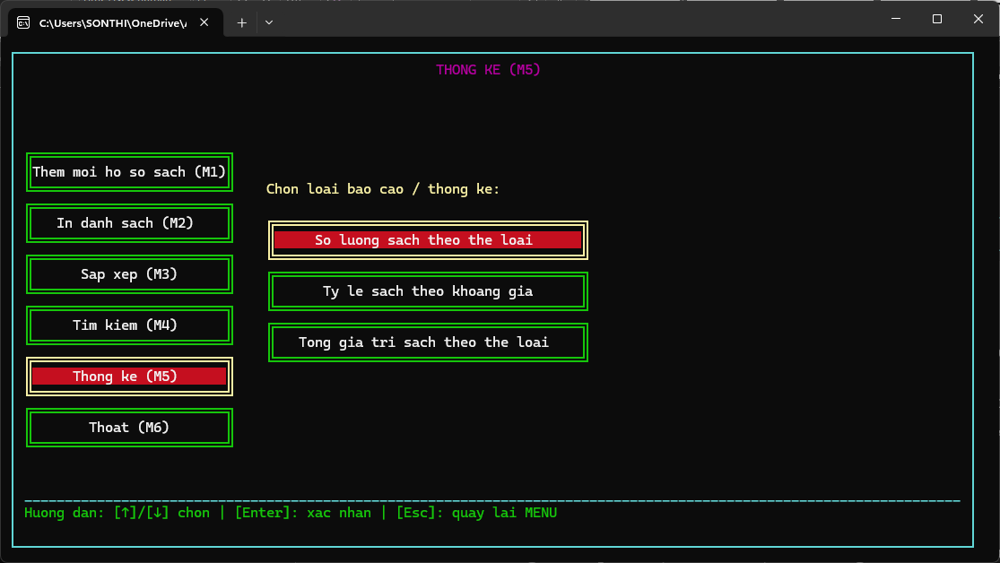 C:\Users\SONTHI\OneDrive\
THONG KE (M5)
Them moi ho so sach (M1)
In danh sach (M2)
Sap xep (M3)
Tim kiem (M4)
Thong ke (M5)
Thoat (M6)
Chon loai bao cao / thong ke:
So luong sach theo the loai
Ty le sach theo khoang gia
Tong gia tri sach theo the loai
Huong dan: [↑]/[↓] chon | [Enter]: xac nhan | [Esc]: quay lai MENU